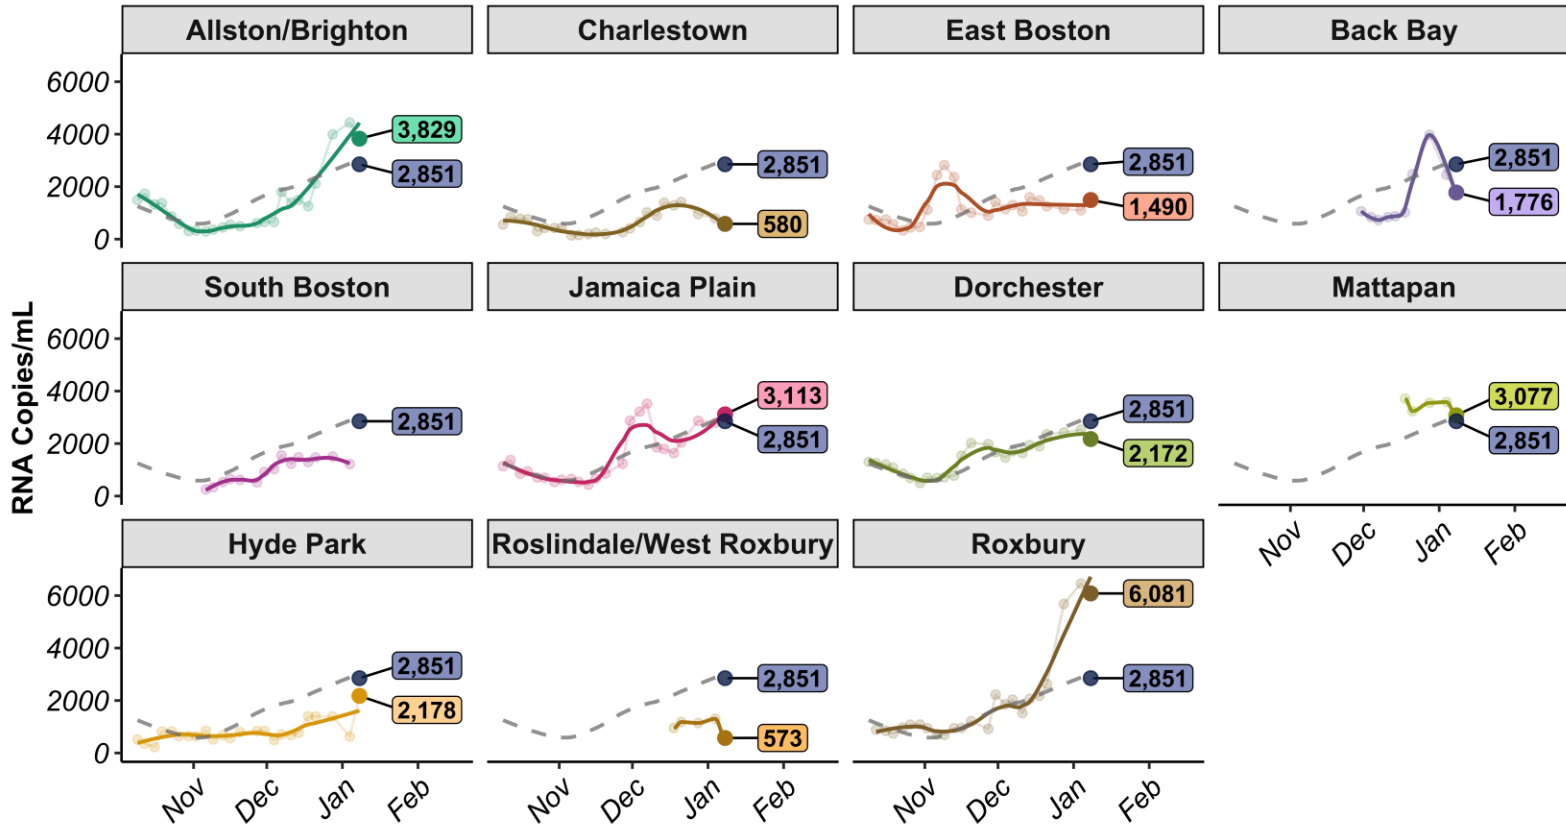 Allston/Brighton
Charlestown
East Boston
Back Bay
6000
4000
2000
0
3,829
2,851
2,851
580
2,851
1,490
2,851
1,776
South Boston
Jamaica Plain
Dorchester
Mattapan
RNA Copies/mL
6000
4000
2000
0
2,851
3,113
2,851
2,851
2,172
3,077
2,851
Nov
Dec
Jan
Feb
Hyde Park
Roslindale/West Roxbury
Roxbury
6000
4000
2000
0
2,851
2,178
2,851
573
6,081
2,851
Nov
Dec
Jan
Feb
Nov
Dec
Jan
Feb
Nov
Dec
Jan
Feb